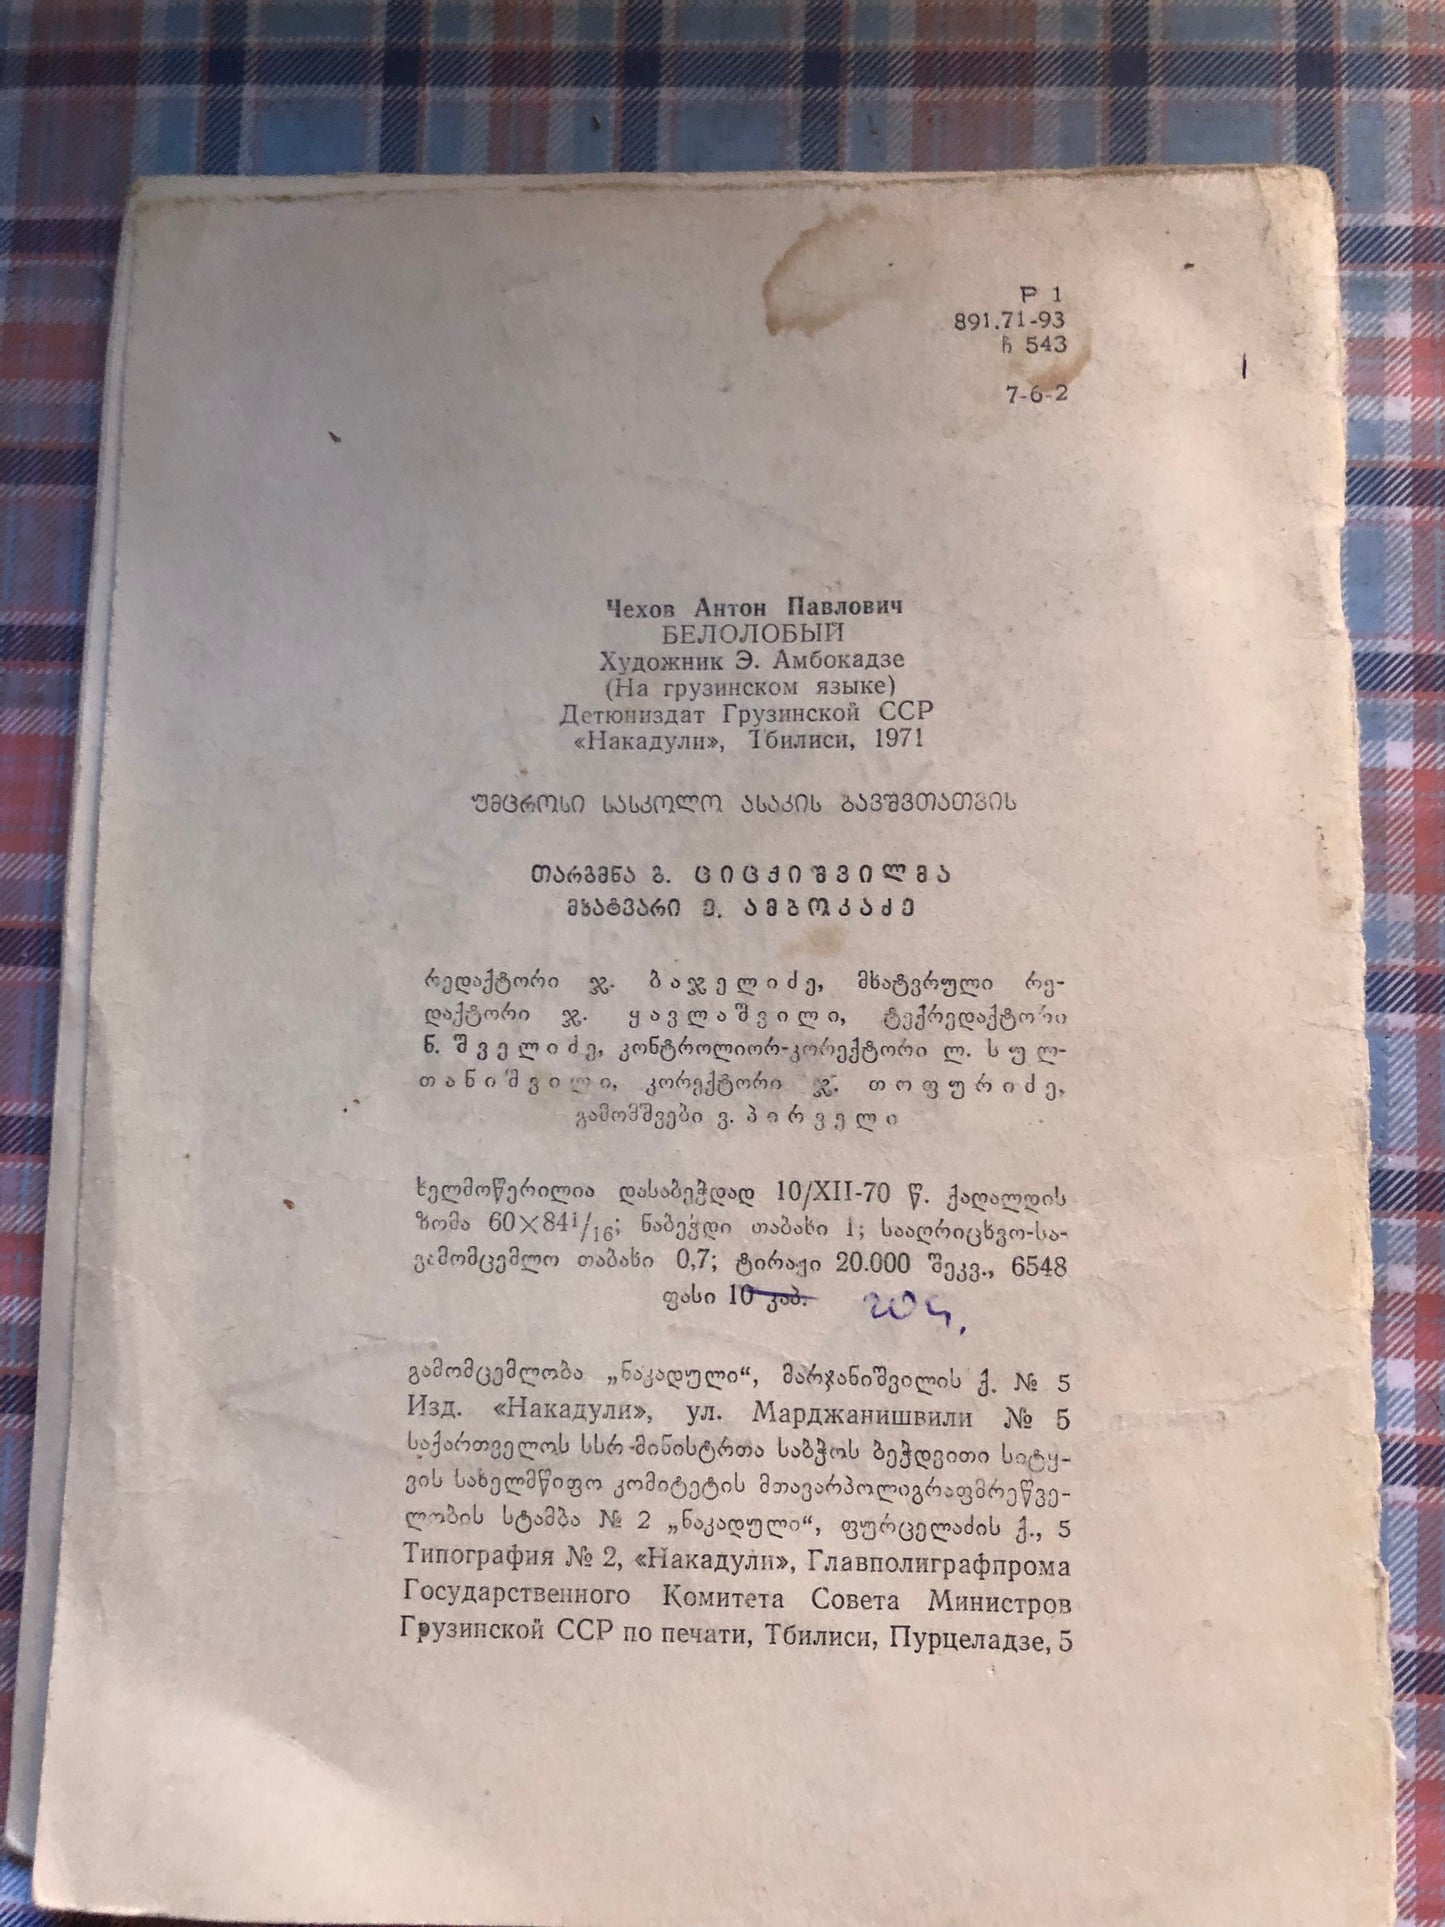 Р 1
891.71-93
ჩ 543
7-6-2
Чехов Антон Павлович
БЕЛОЛОБЫЙ
Художник Э. Амбокадзе
(На грузинском языке)
Детюниздат Грузинской ССР
«Накадули», Тбилиси, 1971
უმცროსი სასკოლო ასაკის ბავშვთათვის
თარგმნა გ. ციცქიშვილმა
მხატვარი ე. ამბოკაძე
რედაქტორი ჯ. ბაჯელიძე, მხატვრული რე-
დაქტორი ჯ. ყავლაშვილი, ტექრედაქტორი
ნ. შველიძე, კონტროლიორ-კორექტორი ლ. სულ-
თანიშვილი, კორექტორი ჯ. თოფურიძე,
გამომშვები ვ. პირველი
ხელმოწერილია დასაბეჭდად 10/XII-70 წ. ქაღალდის
ზომა 60×84¹/₁₆; ნაბეჭდი თაბახი 1; სააღრიცხვო-სა-
გამომცემლო თაბახი 0,7; ტირაჟი 20.000 შეკვ., 6548
ფასი 10 კაპ.
გამომცემლობა „ნაკადული“, მარჯანიშვილის ქ. № 5
Изд. «Накадули», ул. Марджанишвили № 5
საქართველოს სსრ მინისტრთა საბჭოს ბეჭდვითი სიტყ-
ვის სახელმწიფო კომიტეტის მთავარპოლიგრაფმრეწვე-
ლობის სტამბა № 2 „ნაკადული“, ფურცელაძის ქ., 5
Типография № 2, «Накадули», Главполиграфпрома
Государственного Комитета Совета Министров
Грузинской ССР по печати, Тбилиси, Пурцеладзе, 5